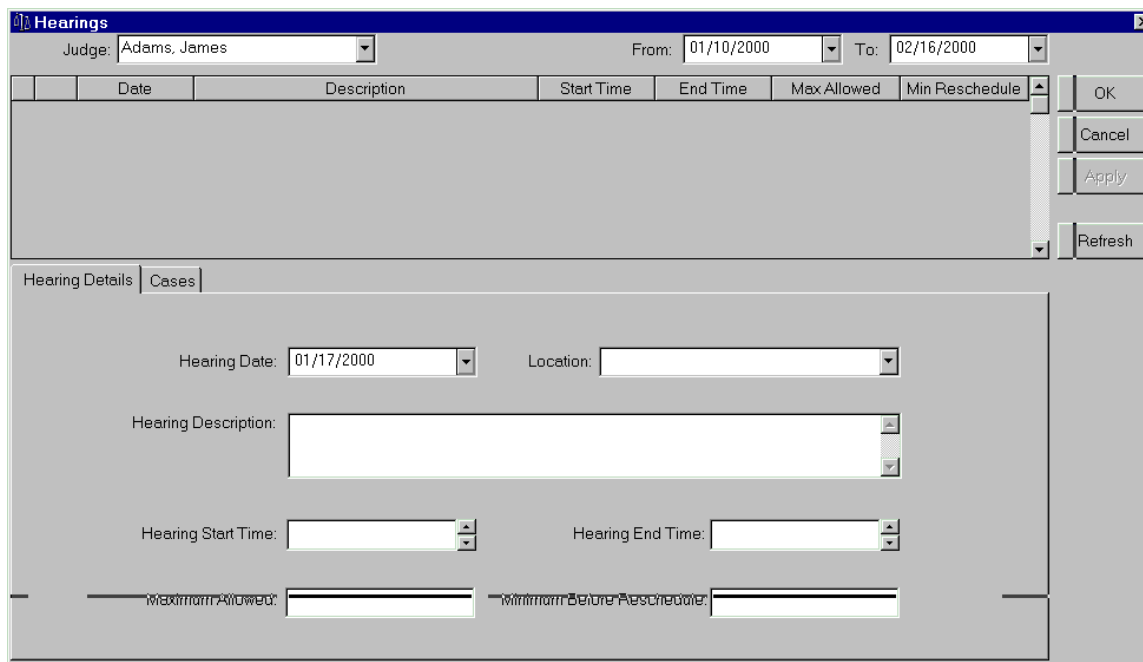 Hearings
Judge: Adams, James From: 01/10/2000 To: 02/16/2000
Date Description Start Time End Time Max Allowed Min Reschedule
OK
Cancel
Apply
Refresh
Hearing Details Cases
Hearing Date: 01/17/2000 Location:
Hearing Description:
Hearing Start Time: Hearing End Time:
Maximum Allowed: Minimum Before Reschedule: